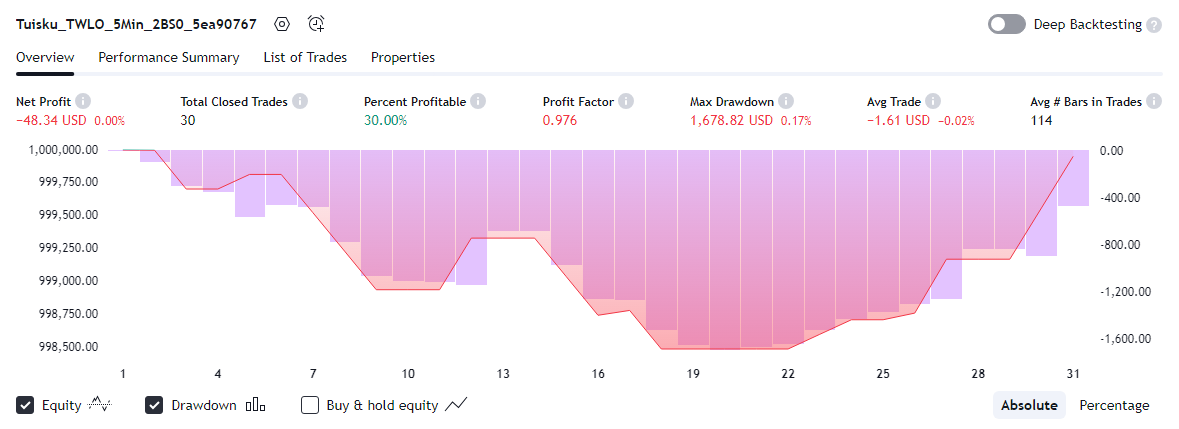 Tuisku_TWLO_5Min_2BS0_5ea90767 Deep Backtesting ?
Overview Performance Summary List of Trades Properties
Net Profit i Total Closed Trades i Percent Profitable i Profit Factor i Max Drawdown i Avg Trade i Avg # Bars in Trades i
−48.34 USD 0.00% 30 30.00% 0.976 1,678.82 USD 0.17% −1.61 USD −0.02% 114
1,000,000.00 0.00
999,750.00
-400.00
999,500.00
999,250.00 -800.00
999,000.00
-1,200.00
998,750.00
-1,600.00
998,500.00
1 4 7 10 13 16 19 22 25 28 31
Equity Drawdown Buy & hold equity Absolute Percentage